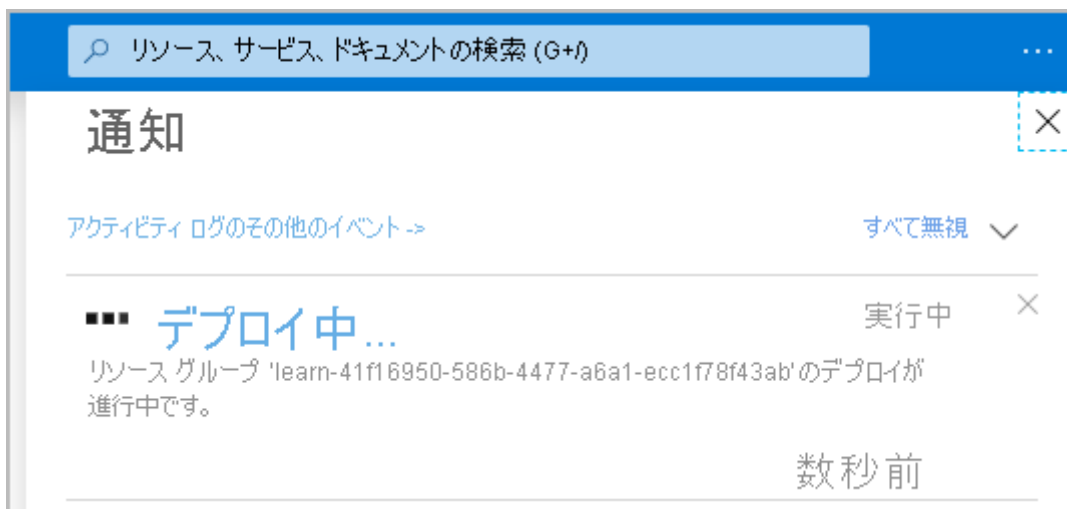 リソース、サービス、ドキュメントの検索 (G+/)
...
通知
アクティビティ ログのその他のイベント ->
すべて無視
デプロイ中...
実行中
リソース グループ 'learn-41f16950-586b-4477-a6a1-ecc1f78f43ab'のデプロイが
進行中です。
数秒前